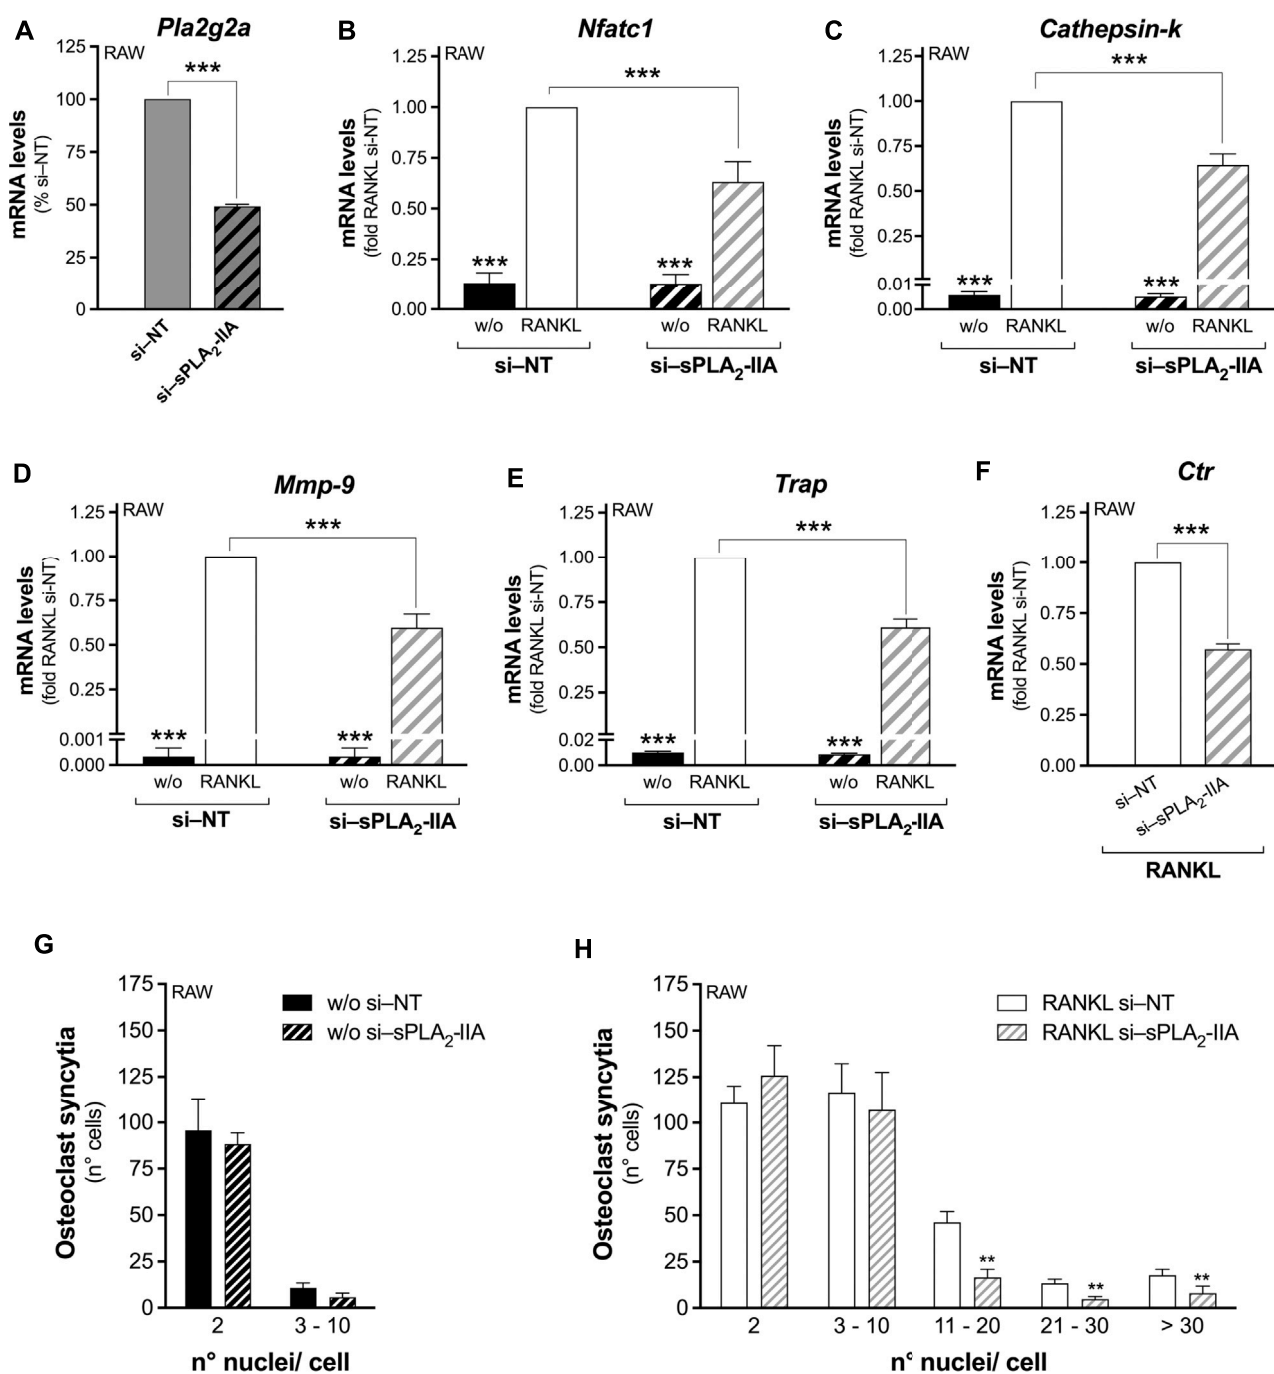 A
Pla2g2a
RAW
***
mRNA levels
(% si–NT)
125
100
75
50
25
0
si–NT
si–sPLA2-IIA
B
Nfatc1
RAW
***
mRNA levels
(fold RANKL si-NT)
1.25
1.00
0.75
0.50
0.25
0.00
***
***
w/o RANKL w/o RANKL
si–NT si–sPLA2-IIA
C
Cathepsin-k
RAW
***
mRNA levels
(fold RANKL si-NT)
1.25
1.00
0.75
0.50
0.25
0.01
0.00
***
***
w/o RANKL w/o RANKL
si–NT si–sPLA2-IIA
D
Mmp-9
RAW
***
mRNA levels
(fold RANKL si-NT)
1.25
1.00
0.75
0.50
0.25
0.001
0.000
***
***
w/o RANKL w/o RANKL
si–NT si–sPLA2-IIA
E
Trap
RAW
***
mRNA levels
(fold RANKL si-NT)
1.25
1.00
0.75
0.50
0.25
0.02
0.00
***
***
w/o RANKL w/o RANKL
si–NT si–sPLA2-IIA
F
Ctr
RAW
***
mRNA levels
(fold RANKL si-NT)
1.25
1.00
0.75
0.50
0.25
0.00
si–NT
si–sPLA2-IIA
RANKL
G
RAW
w/o si–NT
w/o si–sPLA2-IIA
Osteoclast syncytia
(n° cells)
175
150
125
100
75
50
25
0
2 3 - 10
n° nuclei/ cell
H
RAW
RANKL si–NT
RANKL si–sPLA2-IIA
Osteoclast syncytia
(n° cells)
175
150
125
100
75
50
25
0
**
**
**
2 3 - 10 11 - 20 21 - 30 > 30
n° nuclei/ cell